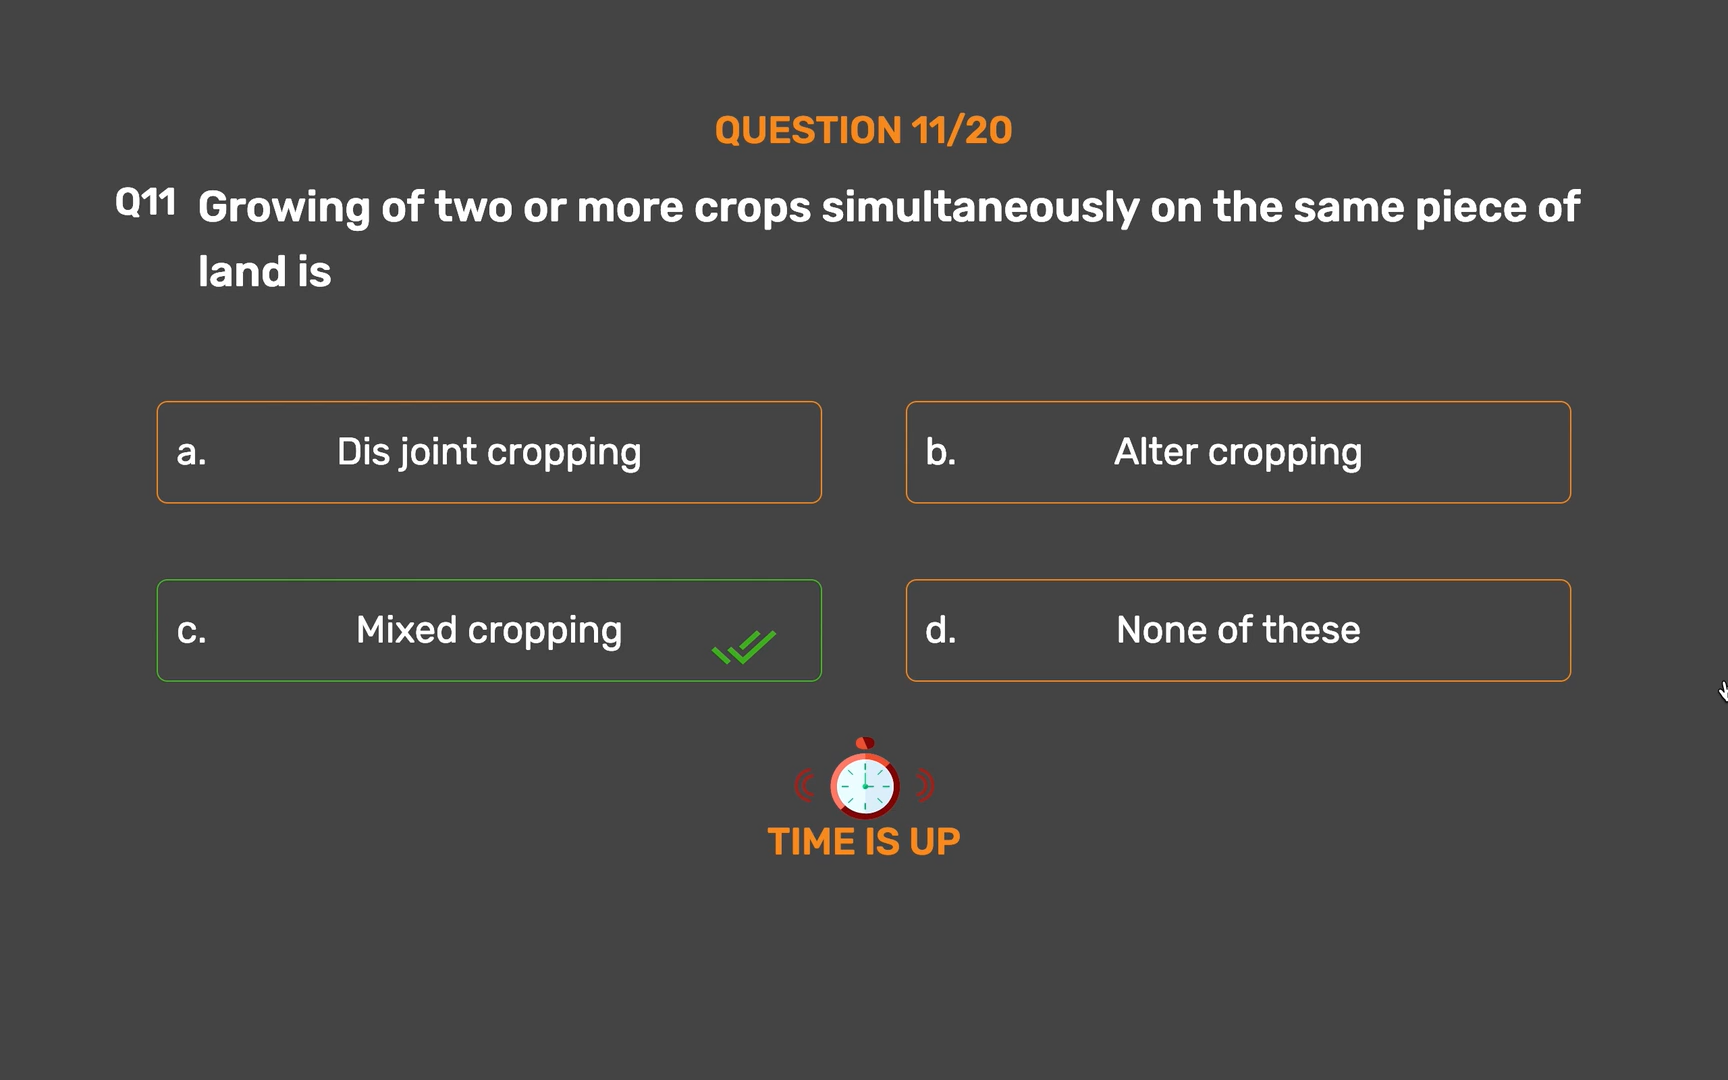 QUESTION 11/20
Q11 Growing of two or more crops simultaneously on the same piece of
land is
a. Dis joint cropping
b. Alter cropping
c. Mixed cropping
d. None of these
TIME IS UP